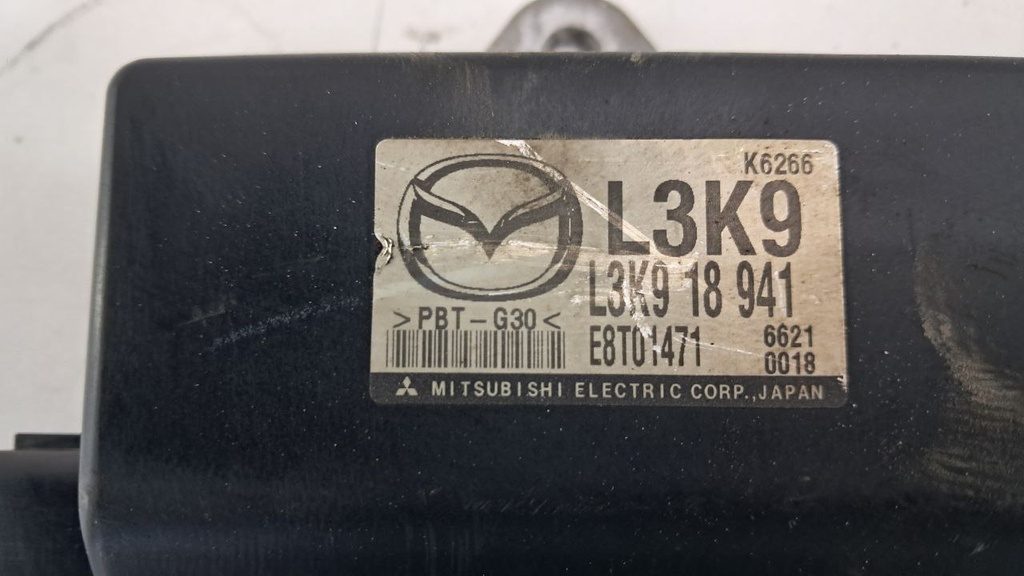 K6266
L3K9
L3K9 18 941
>PBT-G30<
E8T01471
6621
0018
MITSUBISHI ELECTRIC CORP., JAPAN